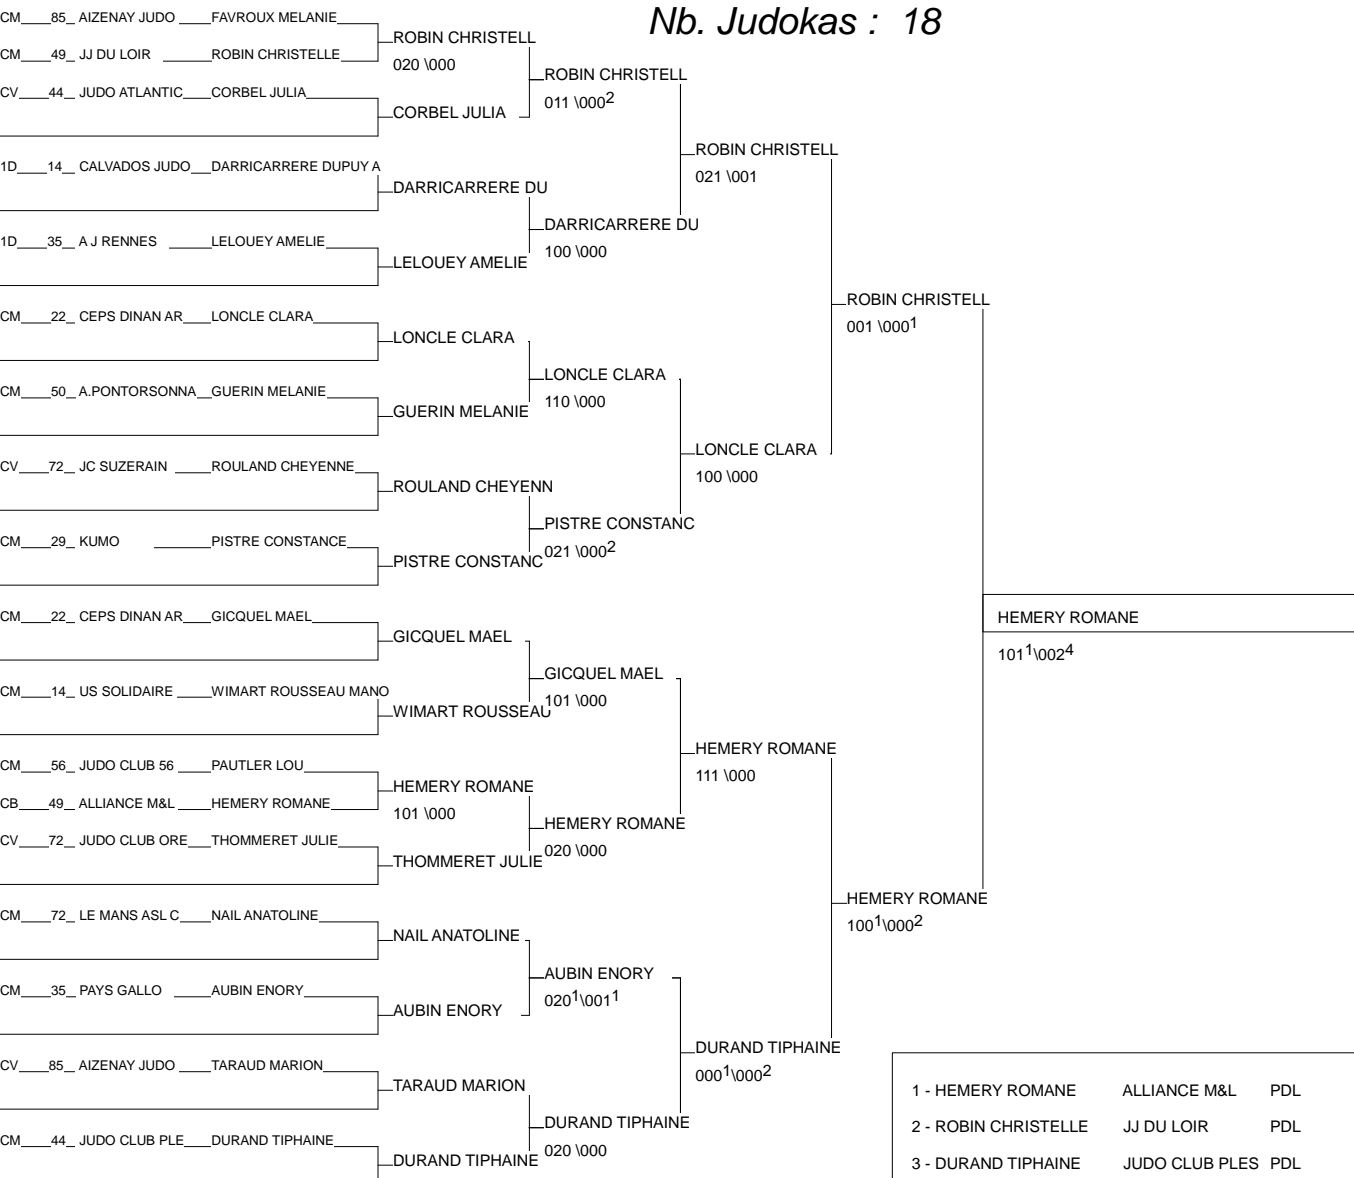 Nb. Judokas : 18
CM 85 AIZENAY JUDO FAVROUX MELANIE
CM 49 JJ DU LOIR ROBIN CHRISTELLE
CV 44 JUDO ATLANTIC CORBEL JULIA
1D 14 CALVADOS JUDO DARRICARRERE DUPUY A
1D 35 A J RENNES LELOUEY AMELIE
CM 22 CEPS DINAN AR LONCLE CLARA
CM 50 A.PONTORSONNA GUERIN MELANIE
CV 72 JC SUZERAIN ROULAND CHEYENNE
CM 29 KUMO PISTRE CONSTANCE
CM 22 CEPS DINAN AR GICQUEL MAEL
CM 14 US SOLIDAIRE WIMART ROUSSEAU MANO
CM 56 JUDO CLUB 56 PAUTLER LOU
CB 49 ALLIANCE M&L HEMERY ROMANE
CV 72 JUDO CLUB ORE THOMMERET JULIE
CM 72 LE MANS ASL C NAIL ANATOLINE
CM 35 PAYS GALLO AUBIN ENORY
CV 85 AIZENAY JUDO TARAUD MARION
CM 44 JUDO CLUB PLE DURAND TIPHAINE
ROBIN CHRISTELL
020 \000
CORBEL JULIA
DARRICARRERE DU
LELOUEY AMELIE
LONCLE CLARA
GUERIN MELANIE
ROULAND CHEYENN
PISTRE CONSTANC
GICQUEL MAEL
WIMART ROUSSEAU
HEMERY ROMANE
101 \000
THOMMERET JULIE
NAIL ANATOLINE
AUBIN ENORY
TARAUD MARION
DURAND TIPHAINE
ROBIN CHRISTELL
011 \000²
DARRICARRERE DU
100 \000
LONCLE CLARA
110 \000
PISTRE CONSTANC
021 \000²
GICQUEL MAEL
101 \000
HEMERY ROMANE
020 \000
AUBIN ENORY
020¹\001¹
DURAND TIPHAINE
020 \000
ROBIN CHRISTELL
021 \001
LONCLE CLARA
100 \000
HEMERY ROMANE
111 \000
DURAND TIPHAINE
000¹\000²
ROBIN CHRISTELL
001 \000¹
HEMERY ROMANE
100¹\000²
HEMERY ROMANE
101¹\002⁴
1 - HEMERY ROMANE ALLIANCE M&L PDL
2 - ROBIN CHRISTELLE JJ DU LOIR PDL
3 - DURAND TIPHAINE JUDO CLUB PLES PDL